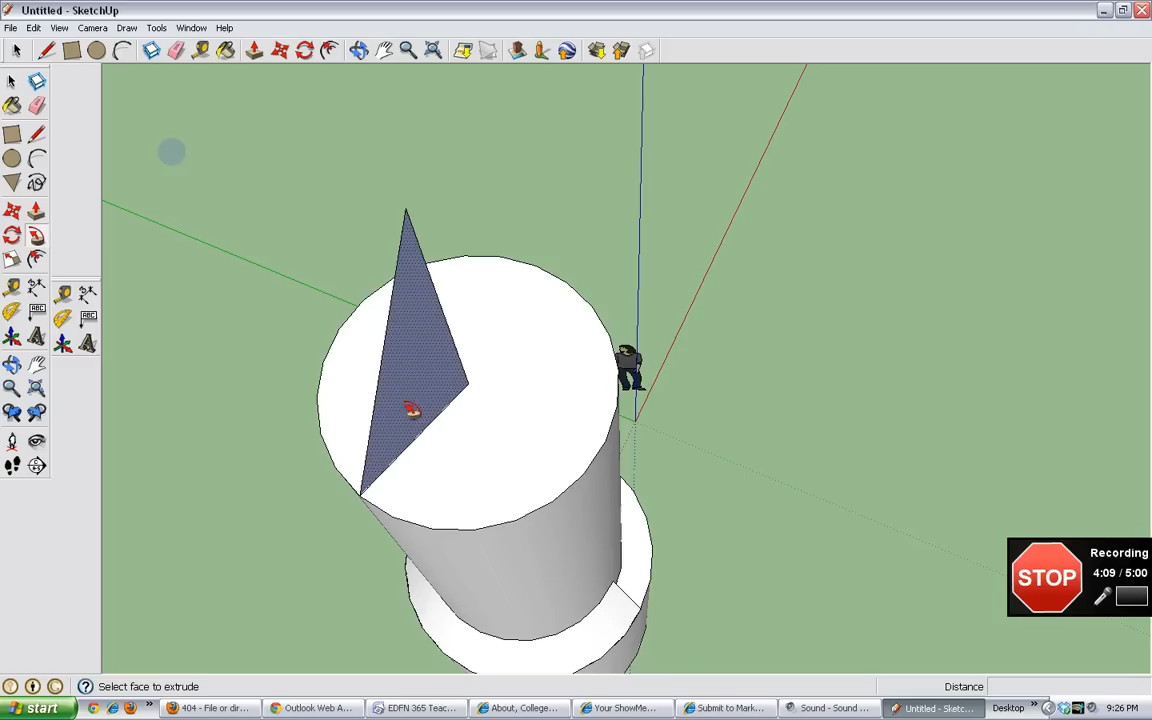 Untitled - SketchUp
File Edit View Camera Draw Tools Window Help
ABC
ABC
Recording
STOP
4:09 / 5:00
Select face to extrude
Distance
start
404 - File or dir...
Outlook Web A...
EDFN 365 Teac...
About, College...
Your ShowMe...
Submit to Mark...
Sound - Sound ...
Untitled - Sketc...
Desktop
9:26 PM